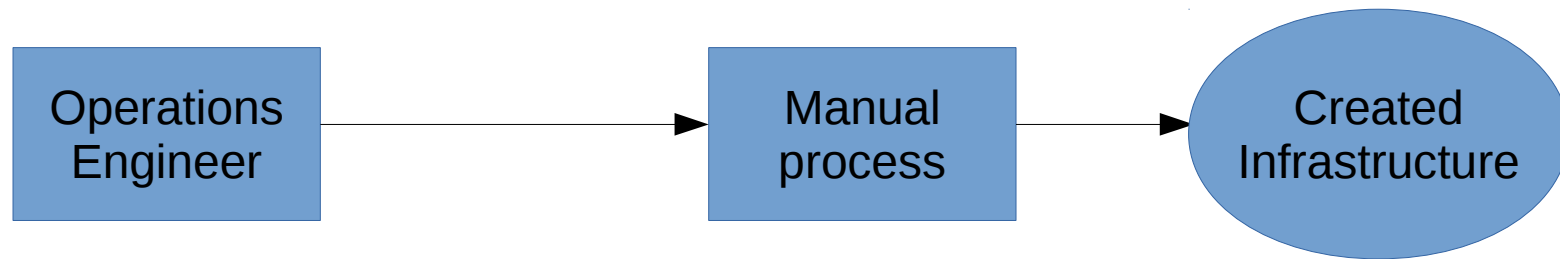 Operations
Engineer
Manual
process
Created
Infrastructure